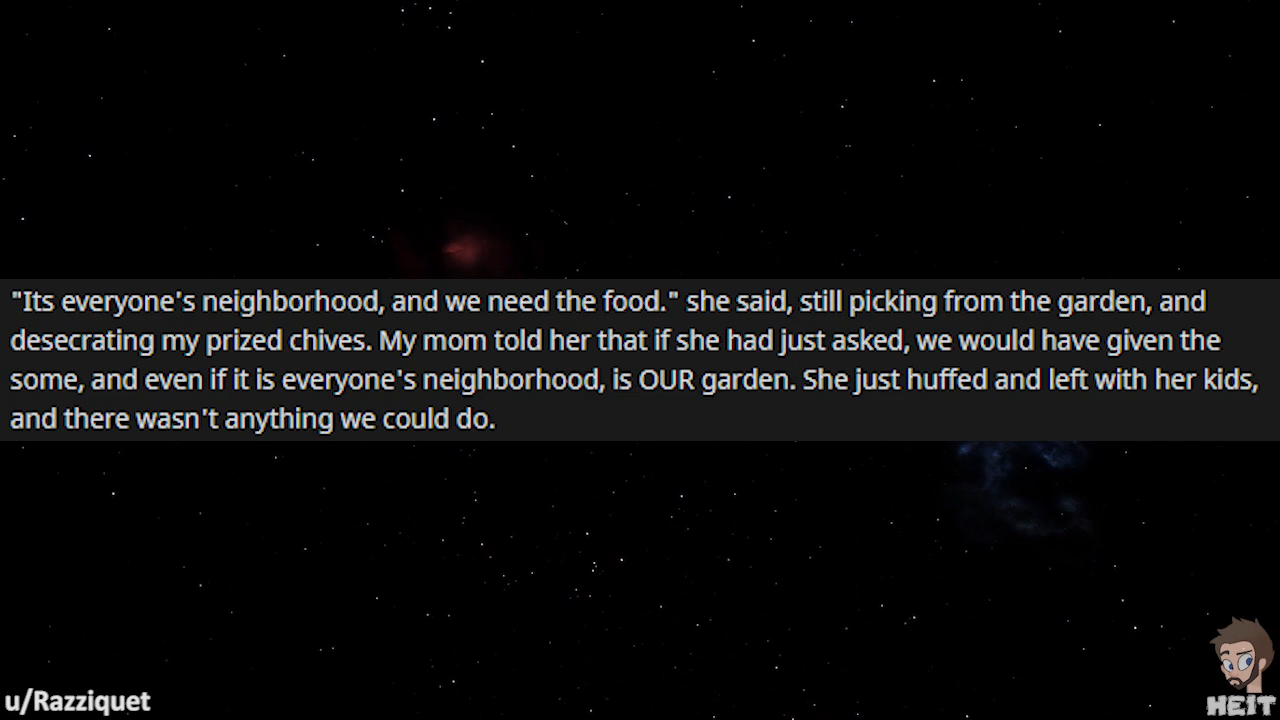 "Its everyone's neighborhood, and we need the food." she said, still picking from the garden, and
desecrating my prized chives. My mom told her that if she had just asked, we would have given the
some, and even if it is everyone's neighborhood, is OUR garden. She just huffed and left with her kids,
and there wasn't anything we could do.
u/Razziquet
HEIT